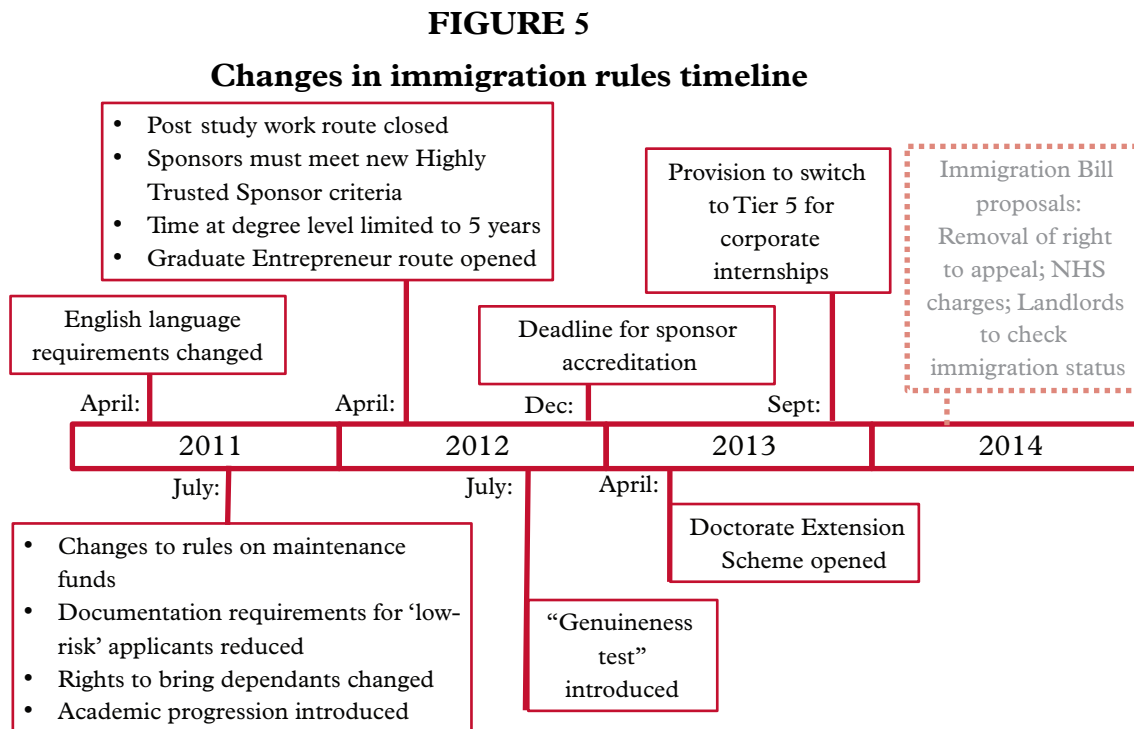 FIGURE 5
Changes in immigration rules timeline
• Post study work route closed
• Sponsors must meet new Highly
Trusted Sponsor criteria
• Time at degree level limited to 5 years
• Graduate Entrepreneur route opened
Provision to switch
to Tier 5 for
corporate
internships
Immigration Bill
proposals:
Removal of right
to appeal; NHS
charges; Landlords
to check
immigration status
English language
requirements changed
Deadline for sponsor
accreditation
April:
April:
Dec:
Sept:
2011
2012
2013
2014
July:
July:
April:
• Changes to rules on maintenance
funds
• Documentation requirements for ‘low-
risk’ applicants reduced
• Rights to bring dependants changed
• Academic progression introduced
“Genuineness
test”
introduced
Doctorate Extension
Scheme opened